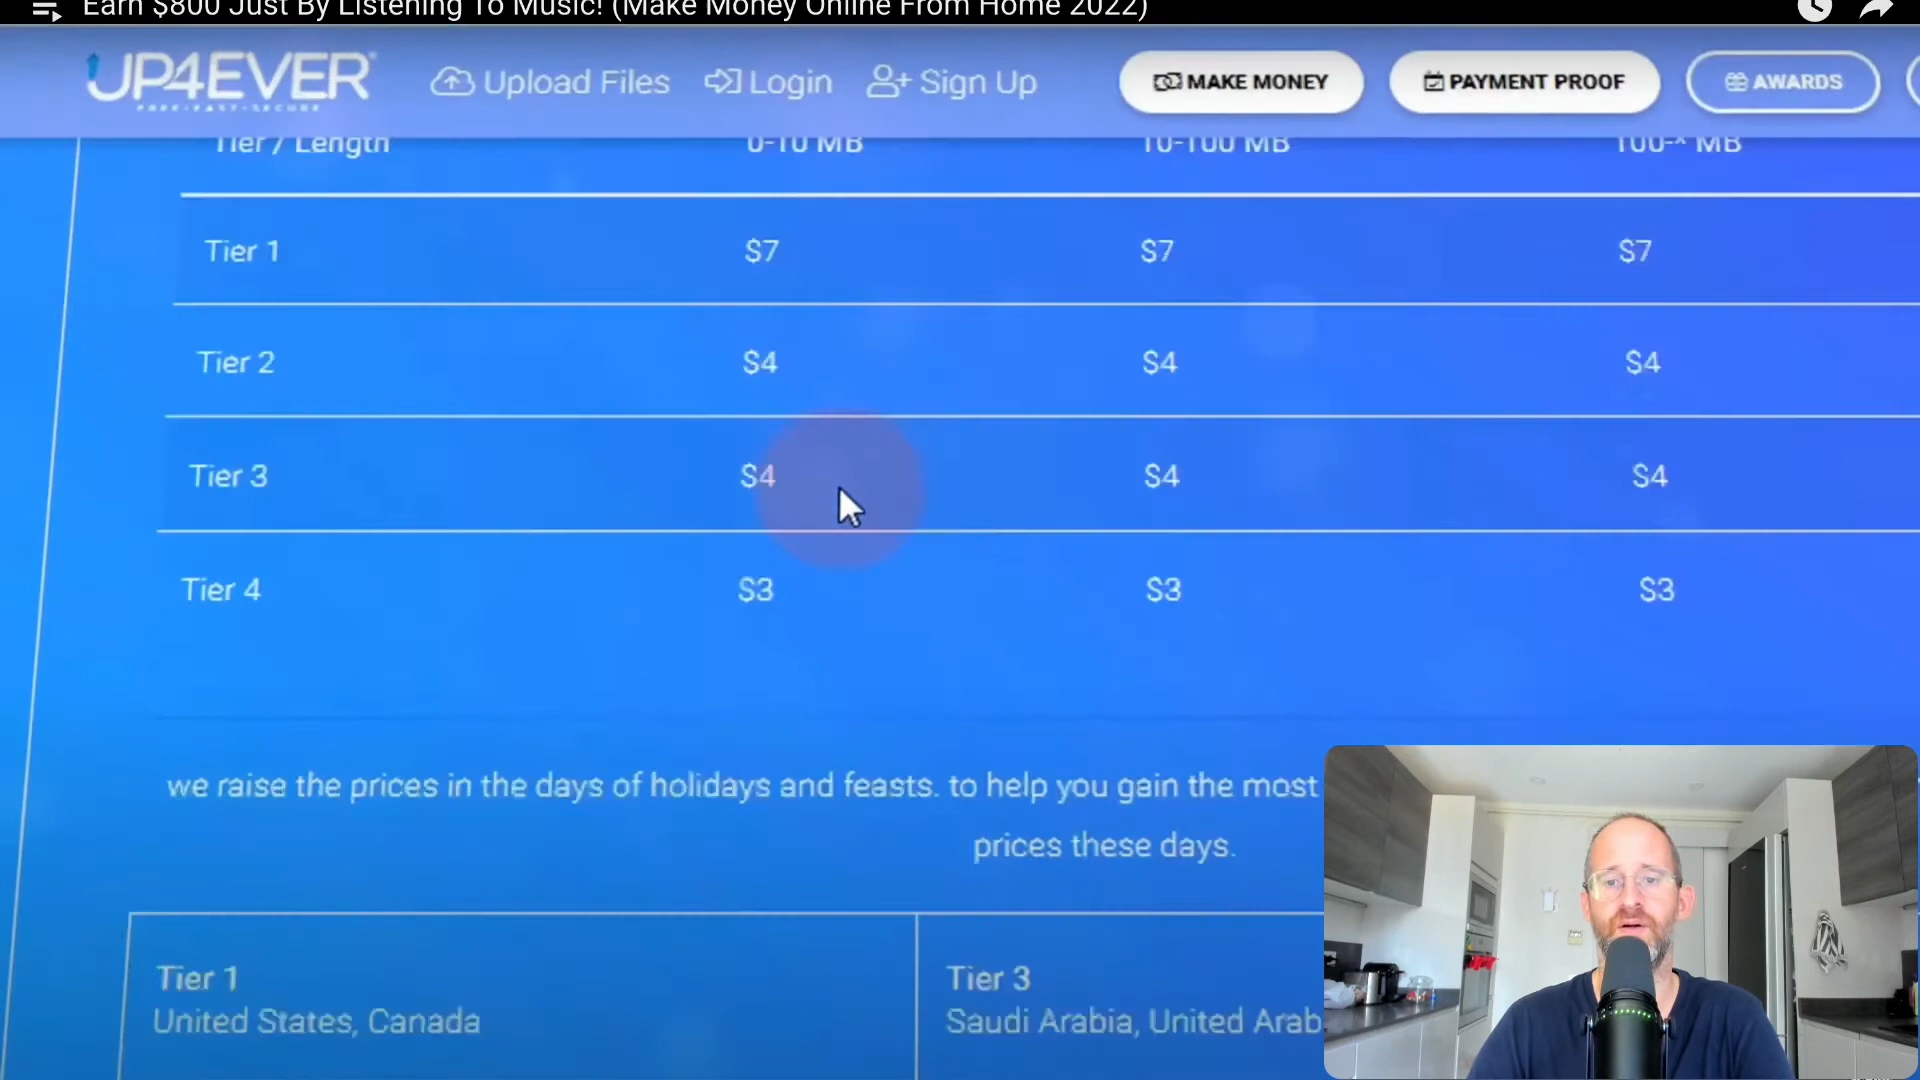 Earn $800 Just By Listening To Music! (Make Money Online From Home 2022)
UP4EVER Upload Files Login Sign Up MAKE MONEY PAYMENT PROOF AWARDS
FREE•FAST•SECURE
Tier / Length 0-10 MB 10-100 MB 100-* MB
Tier 1 $7 $7 $7
Tier 2 $4 $4 $4
Tier 3 $4 $4 $4
Tier 4 $3 $3 $3
we raise the prices in the days of holidays and feasts. to help you gain the most
prices these days.
Tier 1 Tier 3
United States, Canada Saudi Arabia, United Arab